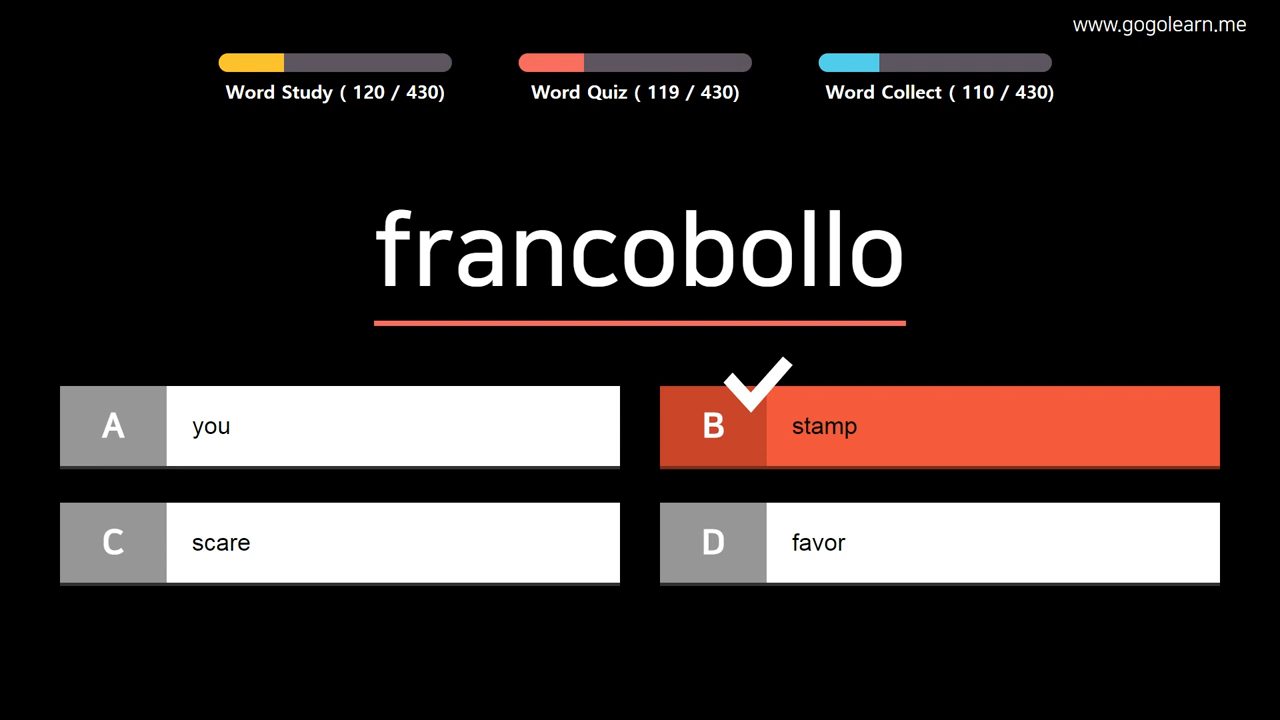 www.gogolearn.me
Word Study ( 120 / 430)
Word Quiz ( 119 / 430)
Word Collect ( 110 / 430)
francobollo
A you
B stamp
C scare
D favor